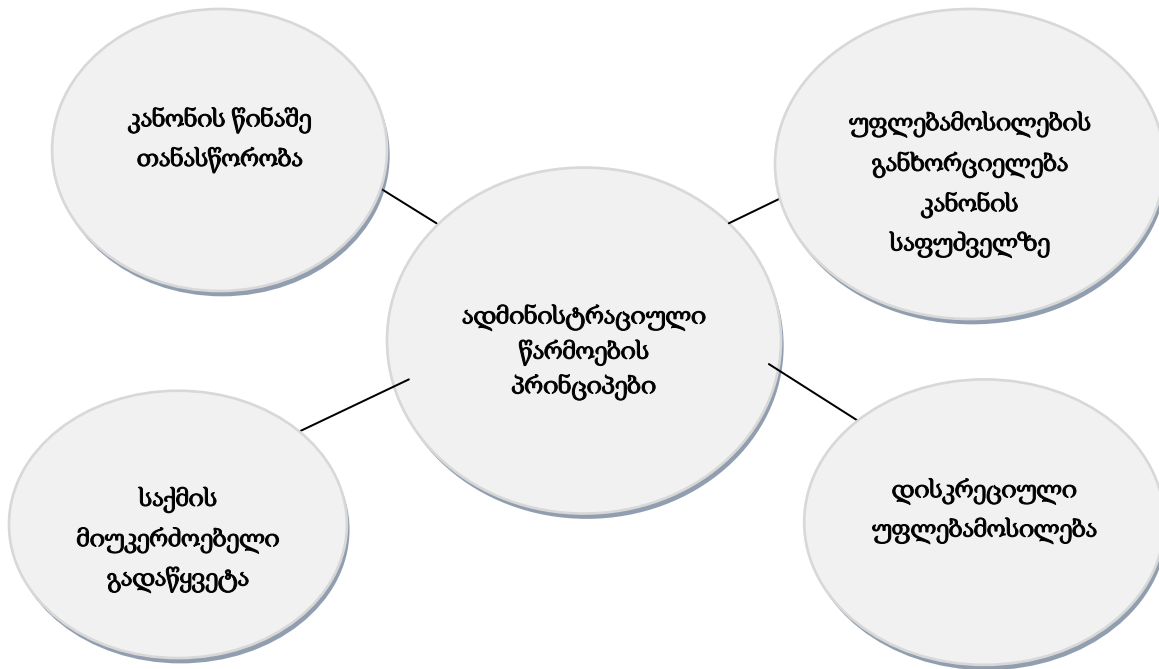 კანონის წინაშე
თანასწორობა
უფლებამოსილების
განხორციელება
კანონის
საფუძველზე
ადმინისტრაციული
წარმოების
პრინციპები
საქმის
მიუკერძოებელი
გადაწყვეტა
დისკრეციული
უფლებამოსილება